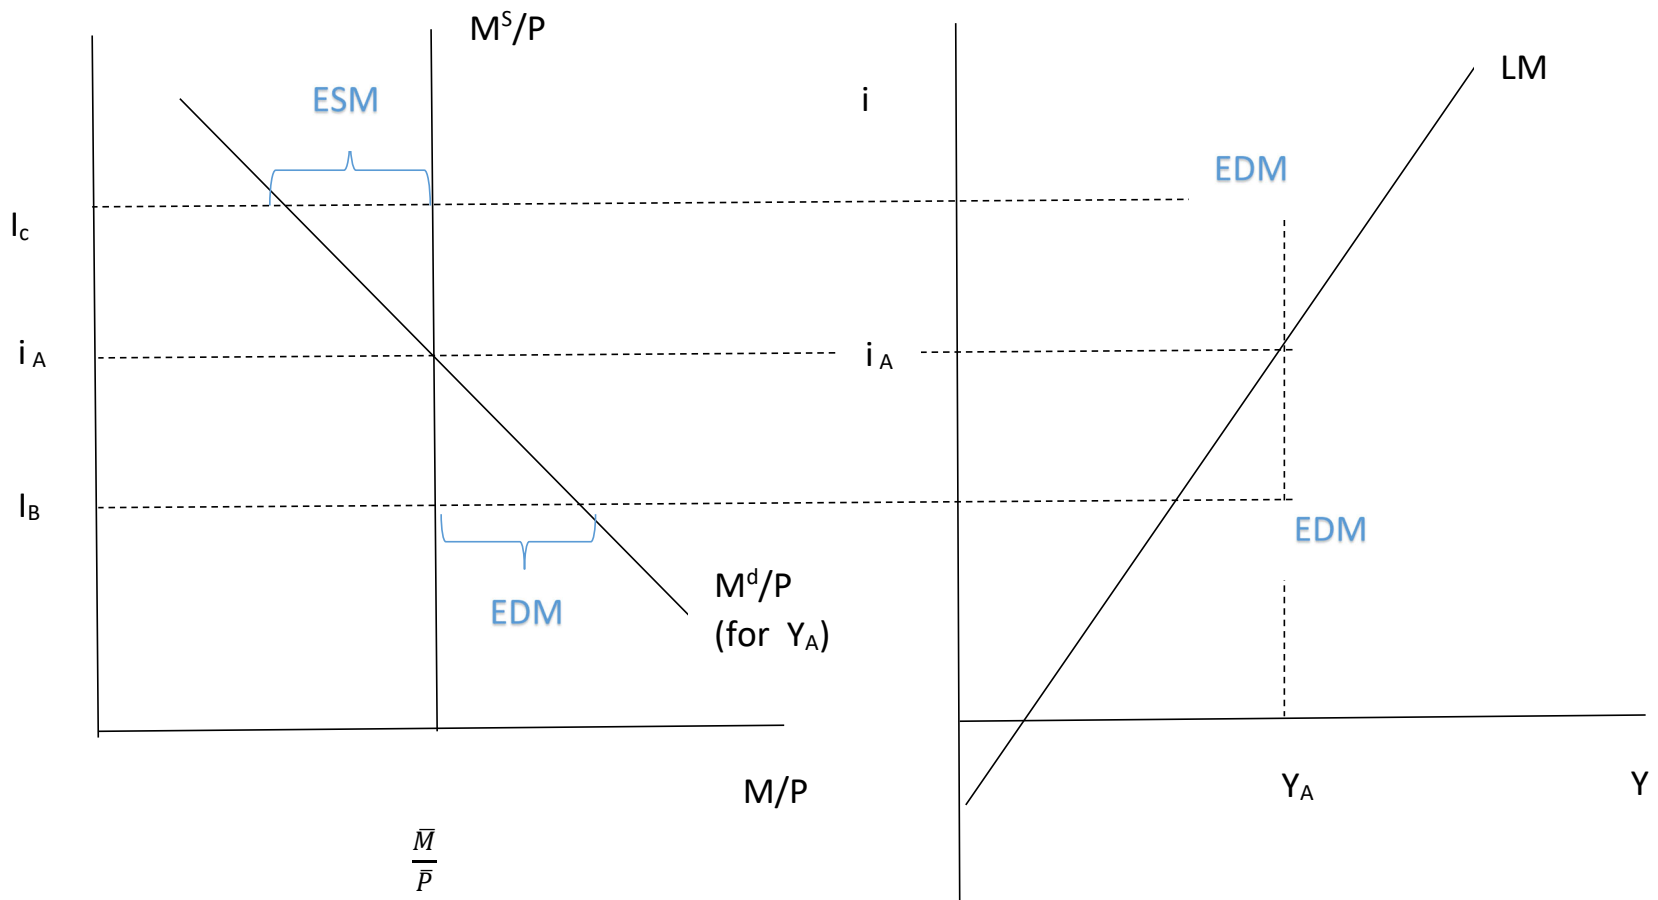 M^S/P
ESM
I_c
i_A
I_B
EDM
M^d/P
(for Y_A)
M/P
M̅
P̅
i
LM
EDM
i_A
EDM
Y_A
Y